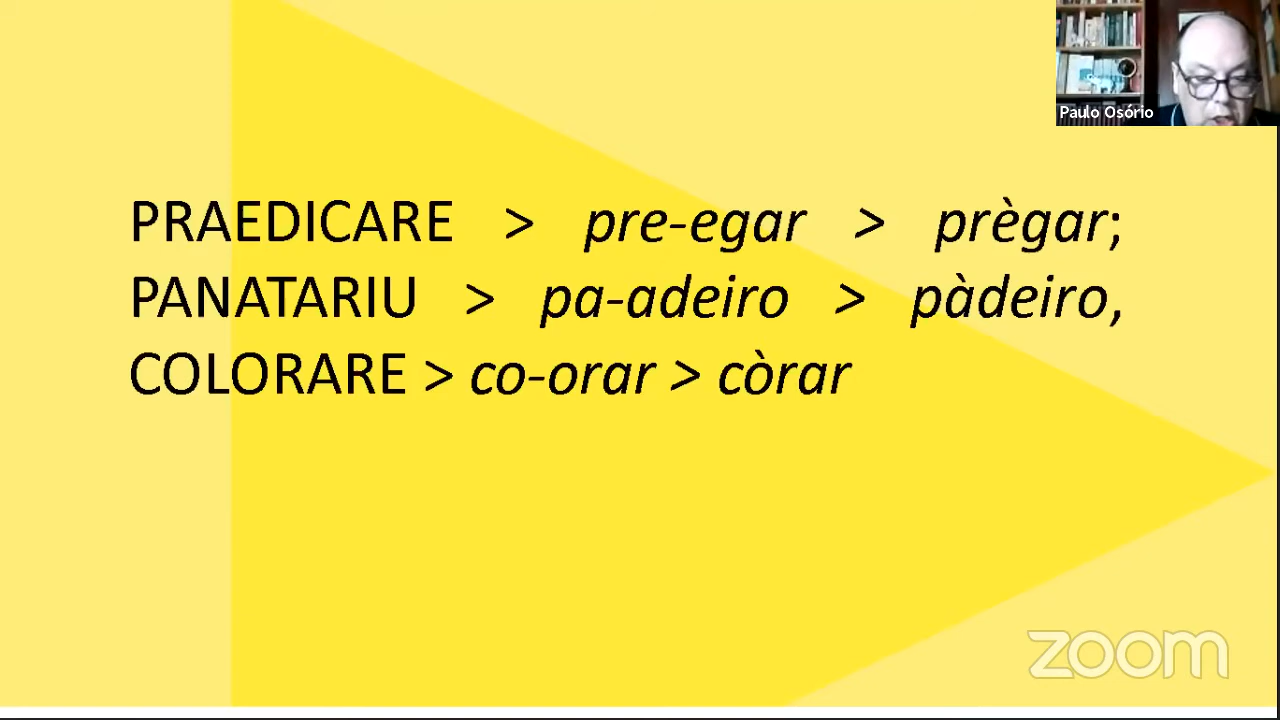 Paulo Osório
PRAEDICARE > pre-egar > prègar;
PANATARIU > pa-adeiro > pàdeiro,
COLORARE > co-orar > còrar
zoom